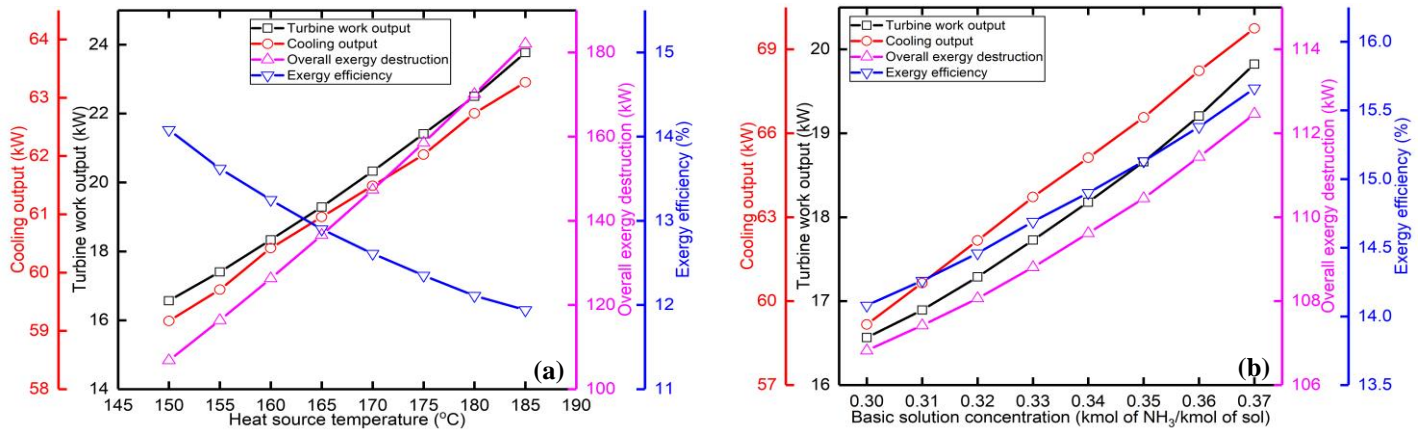 64
63
62
61
60
59
58
Cooling output (kW)
24
22
20
18
16
14
Turbine work output (kW)
Turbine work output
Cooling output
Overall exergy destruction
Exergy efficiency
(a)
145 150 155 160 165 170 175 180 185 190
Heat source temperature (°C)
180
160
140
120
100
Overall exergy destruction (kW)
15
14
13
12
11
Exergy efficiency (%)
69
66
63
60
57
Cooling output (kW)
20
19
18
17
16
Turbine work output (kW)
Turbine work output
Cooling output
Overall exergy destruction
Exergy efficiency
(b)
0.30 0.31 0.32 0.33 0.34 0.35 0.36 0.37
Basic solution concentration (kmol of NH₃/kmol of sol)
114
112
110
108
106
Overall exergy destruction (kW)
16.0
15.5
15.0
14.5
14.0
13.5
Exergy efficiency (%)